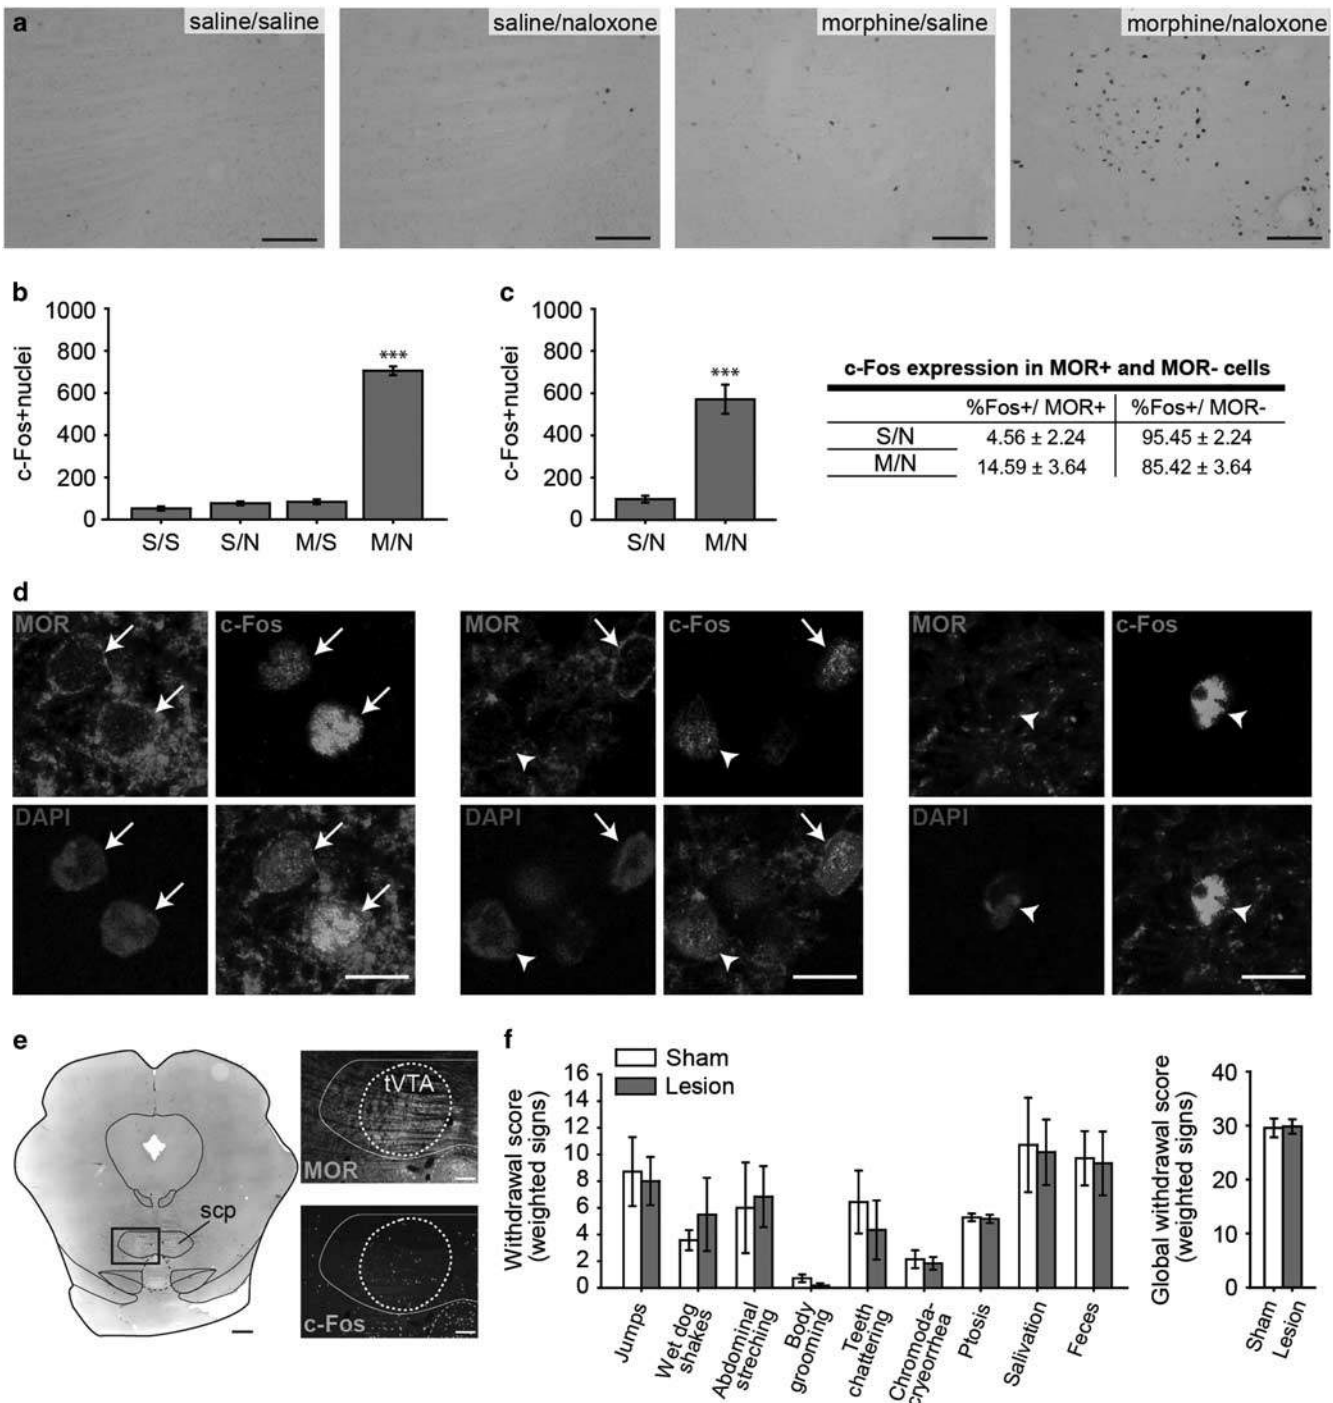 a
saline/saline
saline/naloxone
morphine/saline
morphine/naloxone
b
c-Fos+nuclei
1000
800
600
400
200
0
***
S/S
S/N
M/S
M/N
c
c-Fos+nuclei
1000
800
600
400
200
0
***
S/N
M/N
c-Fos expression in MOR+ and MOR- cells
%Fos+/ MOR+ %Fos+/ MOR-
S/N 4.56 ± 2.24 95.45 ± 2.24
M/N 14.59 ± 3.64 85.42 ± 3.64
d
MOR
c-Fos
MOR
c-Fos
MOR
c-Fos
DAPI
DAPI
DAPI
e
scp
tVTA
MOR
c-Fos
f
Sham
Lesion
Withdrawal score
(weighted signs)
16
14
12
10
8
6
4
2
0
Jumps
Wet dog
shakes
Abdominal
streching
Body
grooming
Teeth
chattering
Chromoda-
cryeorrhea
Ptosis
Salivation
Feces
Global withdrawal score
(weighted signs)
40
30
20
10
0
Sham
Lesion